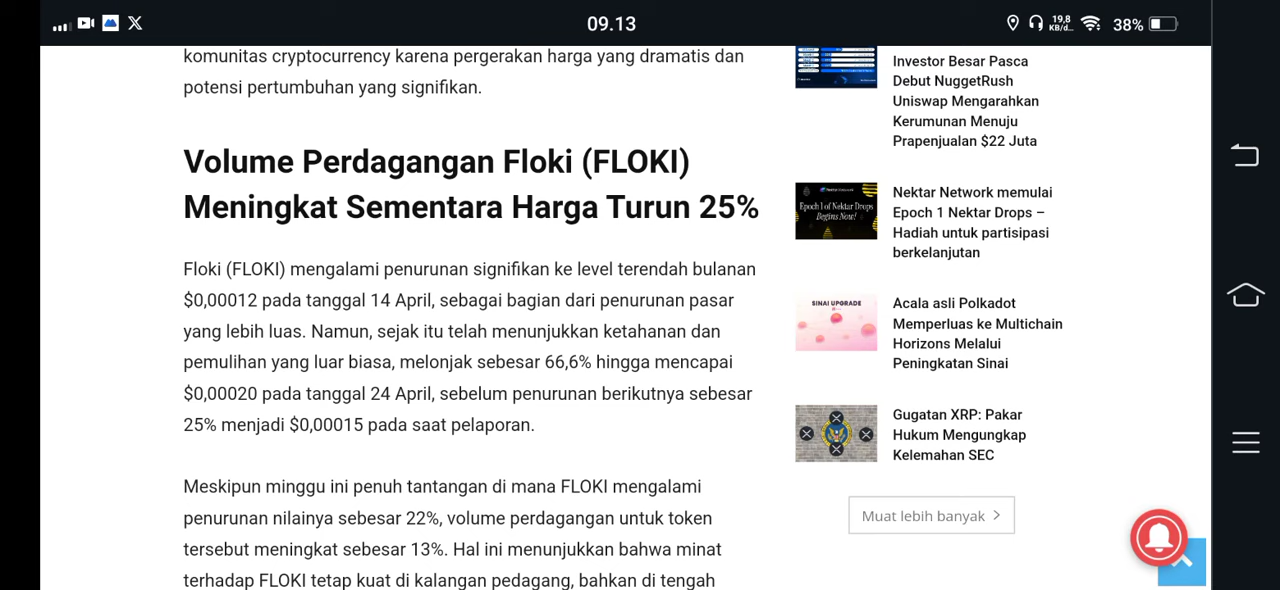 09.13
19,8
KB/d...
38%
komunitas cryptocurrency karena pergerakan harga yang dramatis dan
potensi pertumbuhan yang signifikan.
Volume Perdagangan Floki (FLOKI)
Meningkat Sementara Harga Turun 25%
Floki (FLOKI) mengalami penurunan signifikan ke level terendah bulanan
$0,00012 pada tanggal 14 April, sebagai bagian dari penurunan pasar
yang lebih luas. Namun, sejak itu telah menunjukkan ketahanan dan
pemulihan yang luar biasa, melonjak sebesar 66,6% hingga mencapai
$0,00020 pada tanggal 24 April, sebelum penurunan berikutnya sebesar
25% menjadi $0,00015 pada saat pelaporan.
Meskipun minggu ini penuh tantangan di mana FLOKI mengalami
penurunan nilainya sebesar 22%, volume perdagangan untuk token
tersebut meningkat sebesar 13%. Hal ini menunjukkan bahwa minat
terhadap FLOKI tetap kuat di kalangan pedagang, bahkan di tengah
Investor Besar Pasca
Debut NuggetRush
Uniswap Mengarahkan
Kerumunan Menuju
Prapenjualan $22 Juta
Nektar Network
Epoch 1 of Nektar Drops
Begins Now!
Nektar Network memulai
Epoch 1 Nektar Drops –
Hadiah untuk partisipasi
berkelanjutan
SINAI UPGRADE
Acala asli Polkadot
Memperluas ke Multichain
Horizons Melalui
Peningkatan Sinai
Gugatan XRP: Pakar
Hukum Mengungkap
Kelemahan SEC
Muat lebih banyak